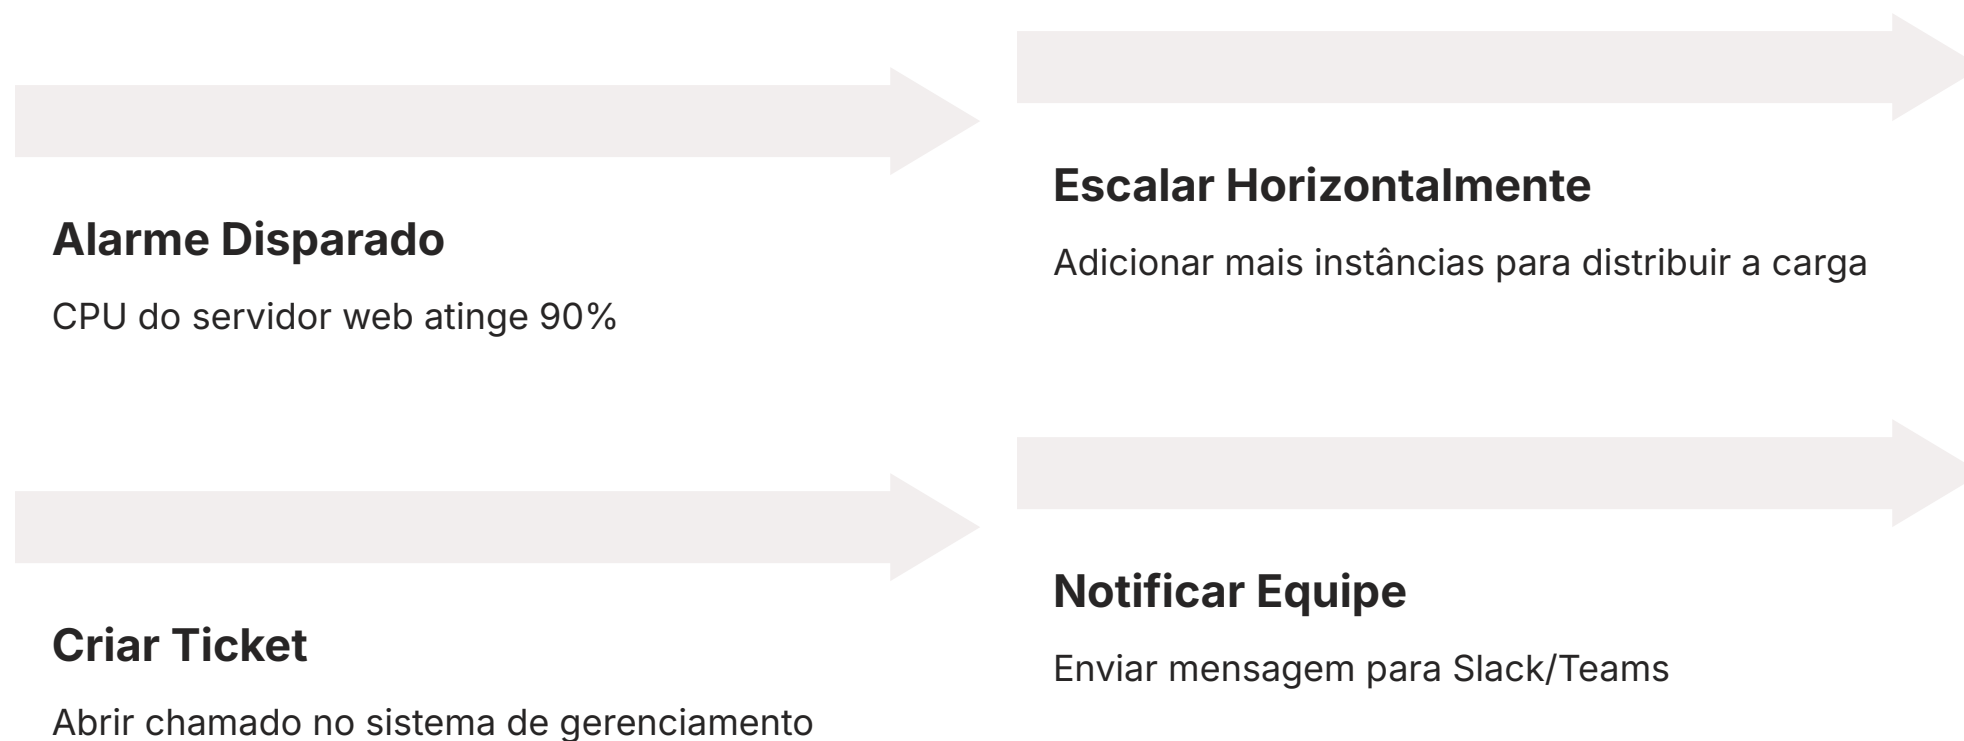 Alarme Disparado
CPU do servidor web atinge 90%
Escalar Horizontalmente
Adicionar mais instâncias para distribuir a carga
Criar Ticket
Abrir chamado no sistema de gerenciamento
Notificar Equipe
Enviar mensagem para Slack/Teams